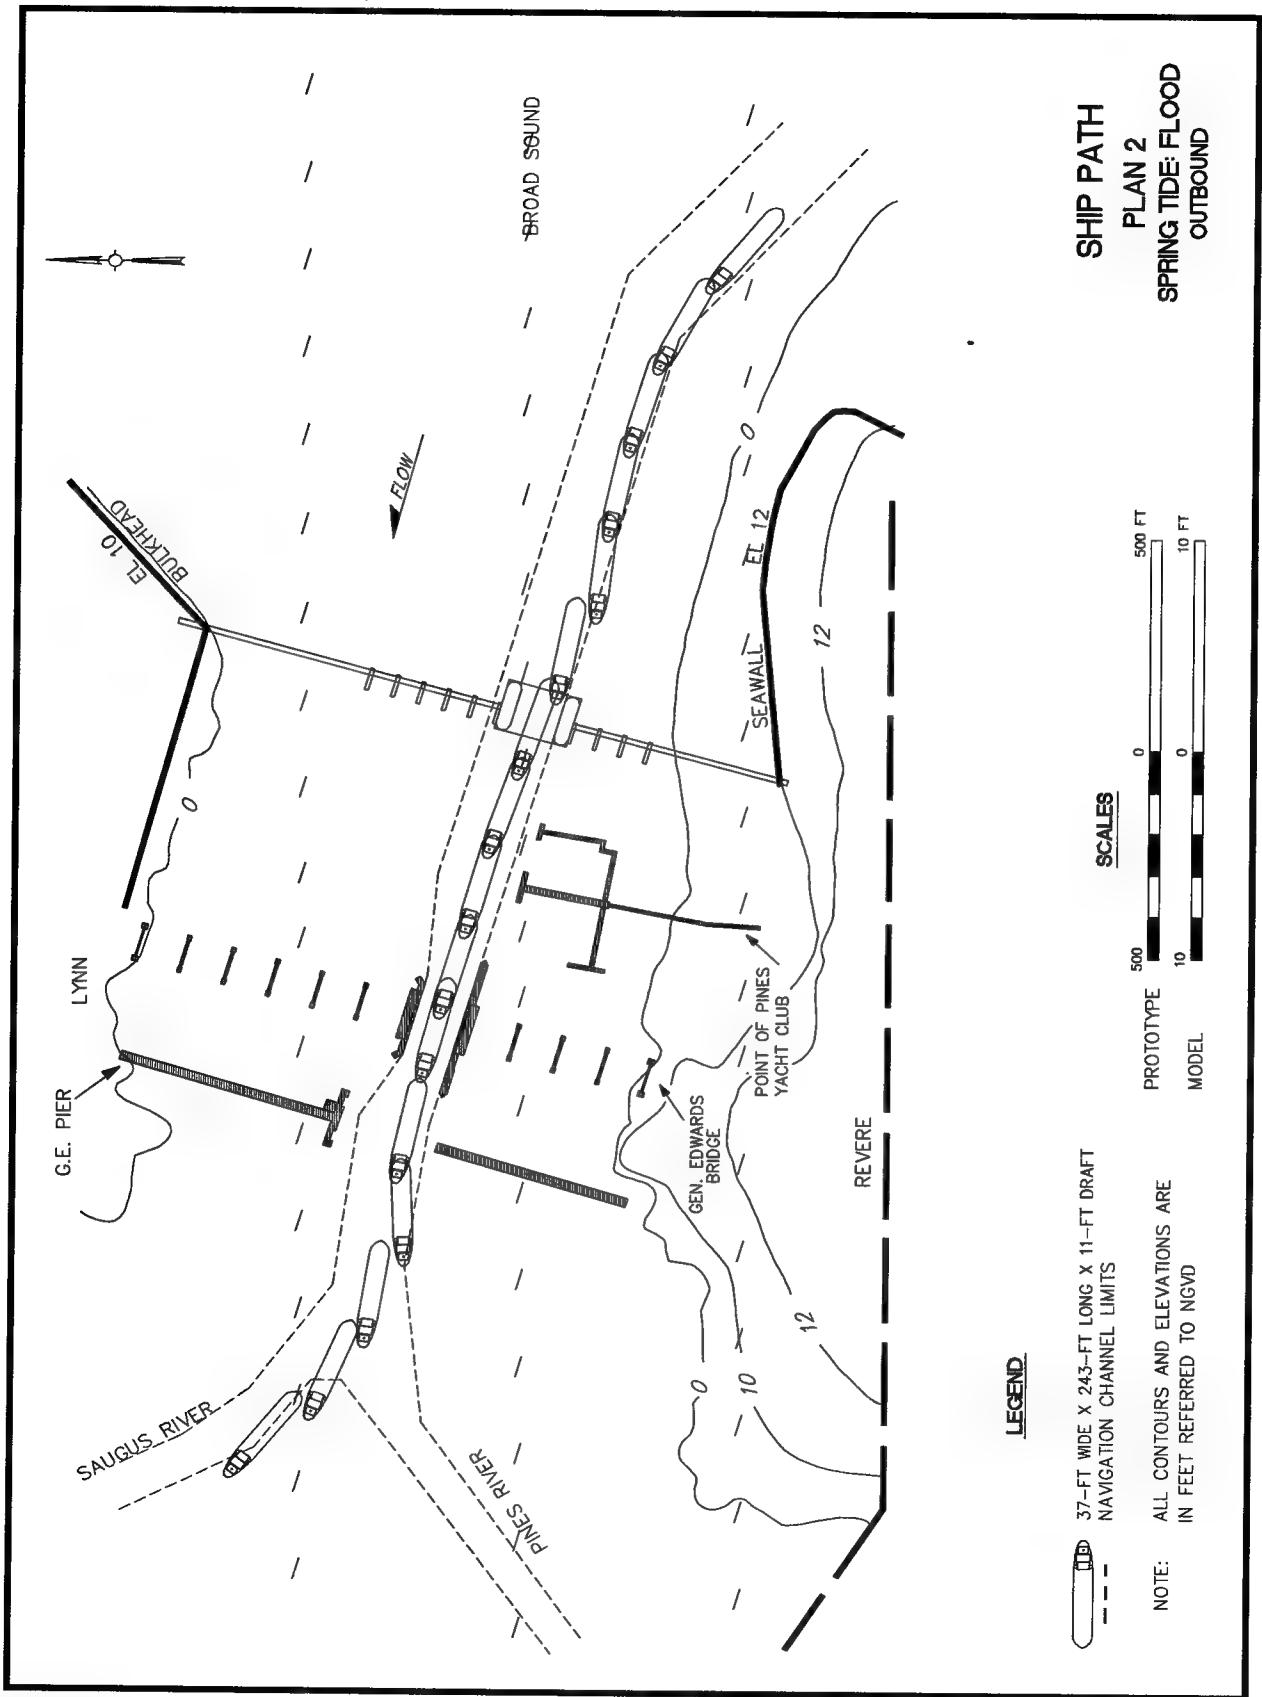 SAUGUS RIVER
PINES RIVER
G.E. PIER
LYNN
EL 10
BULKHEAD
FLOW
BROAD SOUND
0
0
0
10
12
12
GEN. EDWARDS
BRIDGE
POINT OF PINES
YACHT CLUB
SEAWALL EL 12
REVERE
LEGEND
37-FT WIDE X 243-FT LONG X 11-FT DRAFT
NAVIGATION CHANNEL LIMITS
NOTE: ALL CONTOURS AND ELEVATIONS ARE
IN FEET REFERRED TO NGVD
SCALES
PROTOTYPE 500 0 500 FT
MODEL 10 0 10 FT
SHIP PATH
PLAN 2
SPRING TIDE: FLOOD
OUTBOUND